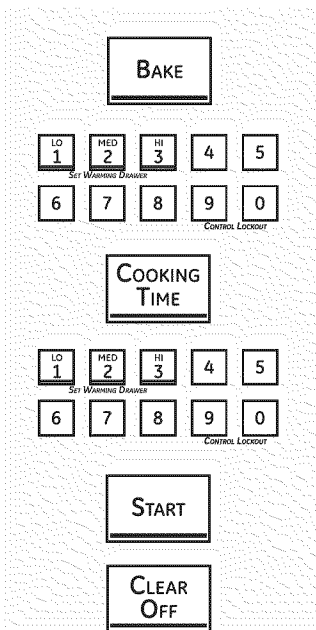 BAKE
LO MED HI
1 2 3 4 5
SET WARMING DRAWER
6 7 8 9 0
CONTROL LOCKOUT
COOKING
TIME
LO MED HI
1 2 3 4 5
SET WARMING DRAWER
6 7 8 9 0
CONTROL LOCKOUT
START
CLEAR
OFF